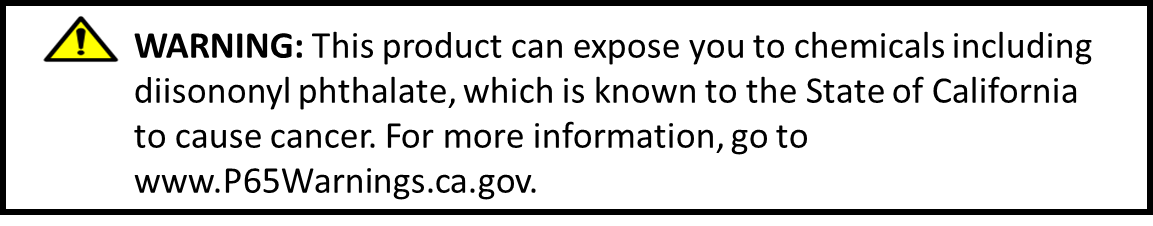 WARNING: This product can expose you to chemicals including
diisononyl phthalate, which is known to the State of California
to cause cancer. For more information, go to
www.P65Warnings.ca.gov.